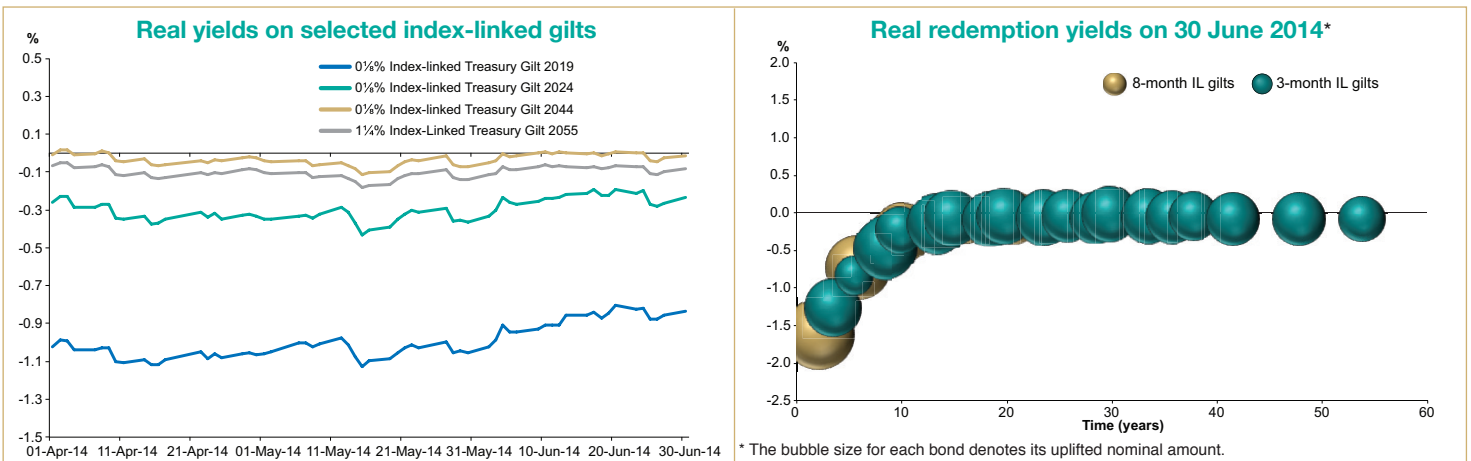 Real yields on selected index-linked gilts
%
0.5
0.3
0.1
-0.1
-0.3
-0.5
-0.7
-0.9
-1.1
-1.3
-1.5
0⅛% Index-linked Treasury Gilt 2019
0⅛% Index-linked Treasury Gilt 2024
0⅛% Index-linked Treasury Gilt 2044
1¼% Index-Linked Treasury Gilt 2055
01-Apr-14 11-Apr-14 21-Apr-14 01-May-14 11-May-14 21-May-14 31-May-14 10-Jun-14 20-Jun-14 30-Jun-14
Real redemption yields on 30 June 2014*
%
2.0
1.5
1.0
0.5
0.0
-0.5
-1.0
-1.5
-2.0
-2.5
8-month IL gilts 3-month IL gilts
0 10 20 30 40 50 60
Time (years)
* The bubble size for each bond denotes its uplifted nominal amount.